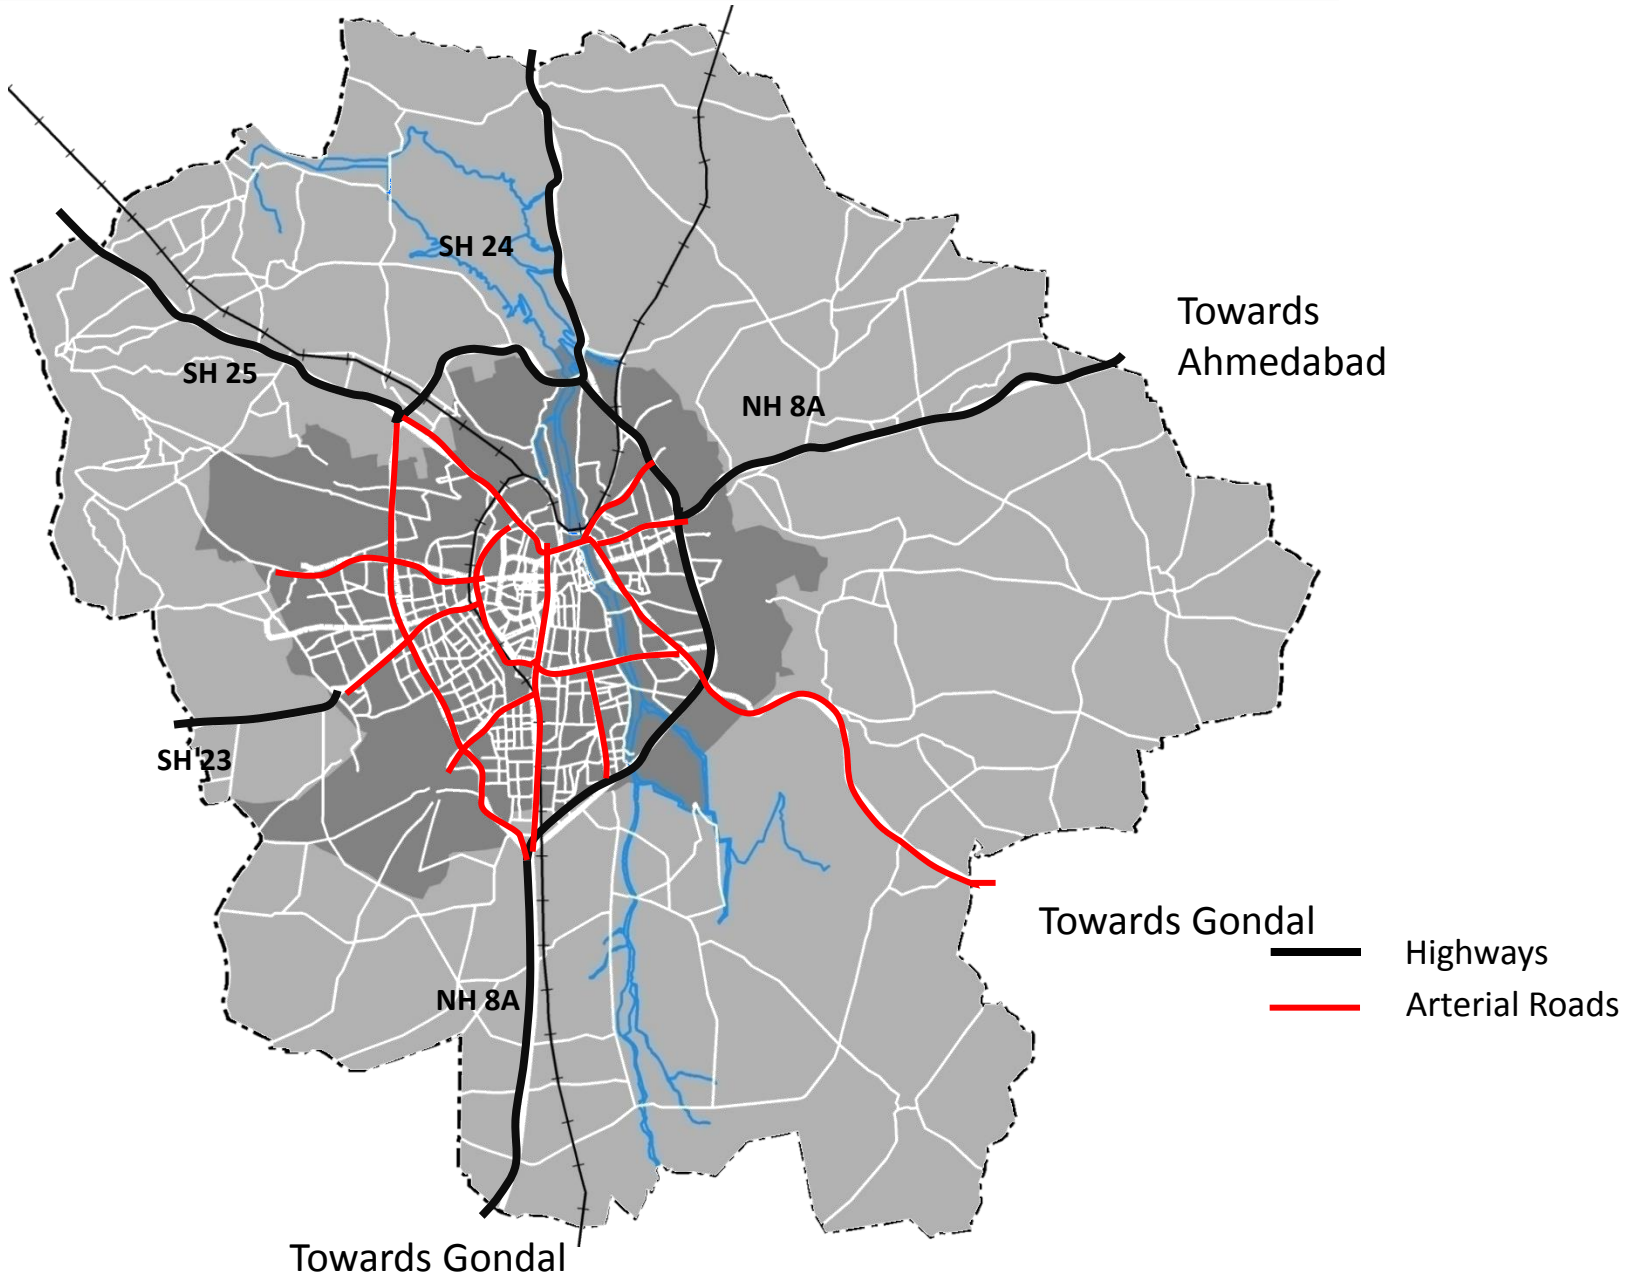 SH 24
Towards
Ahmedabad
SH 25
NH 8A
SH'23
Towards Gondal
Highways
NH 8A
Arterial Roads
Towards Gondal